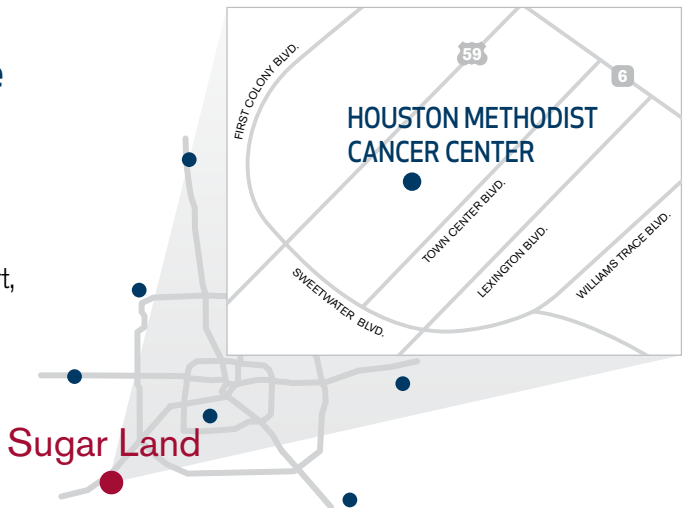 e
rt,
FIRST COLONY BLVD.
59
6
HOUSTON METHODIST
CANCER CENTER
TOWN CENTER BLVD.
SWEETWATER BLVD.
LEXINGTON BLVD.
WILLIAMS TRACE BLVD.
Sugar Land